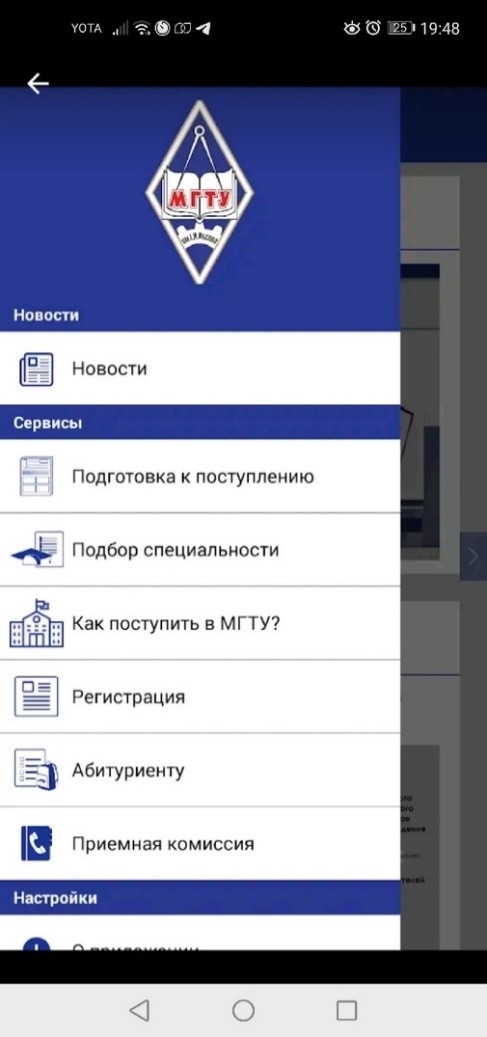 YOTA 25 19:48
МГТУ
Новости
Новости
Сервисы
Подготовка к поступлению
Подбор специальности
Как поступить в МГТУ?
Регистрация
Абитуриенту
Приемная комиссия
Настройки
О приложении